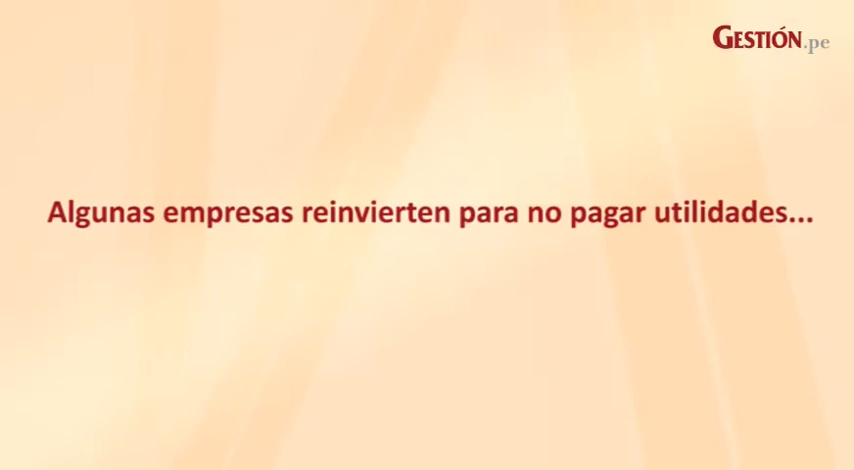 GESTIÓN.pe
Algunas empresas reinvierten para no pagar utilidades...